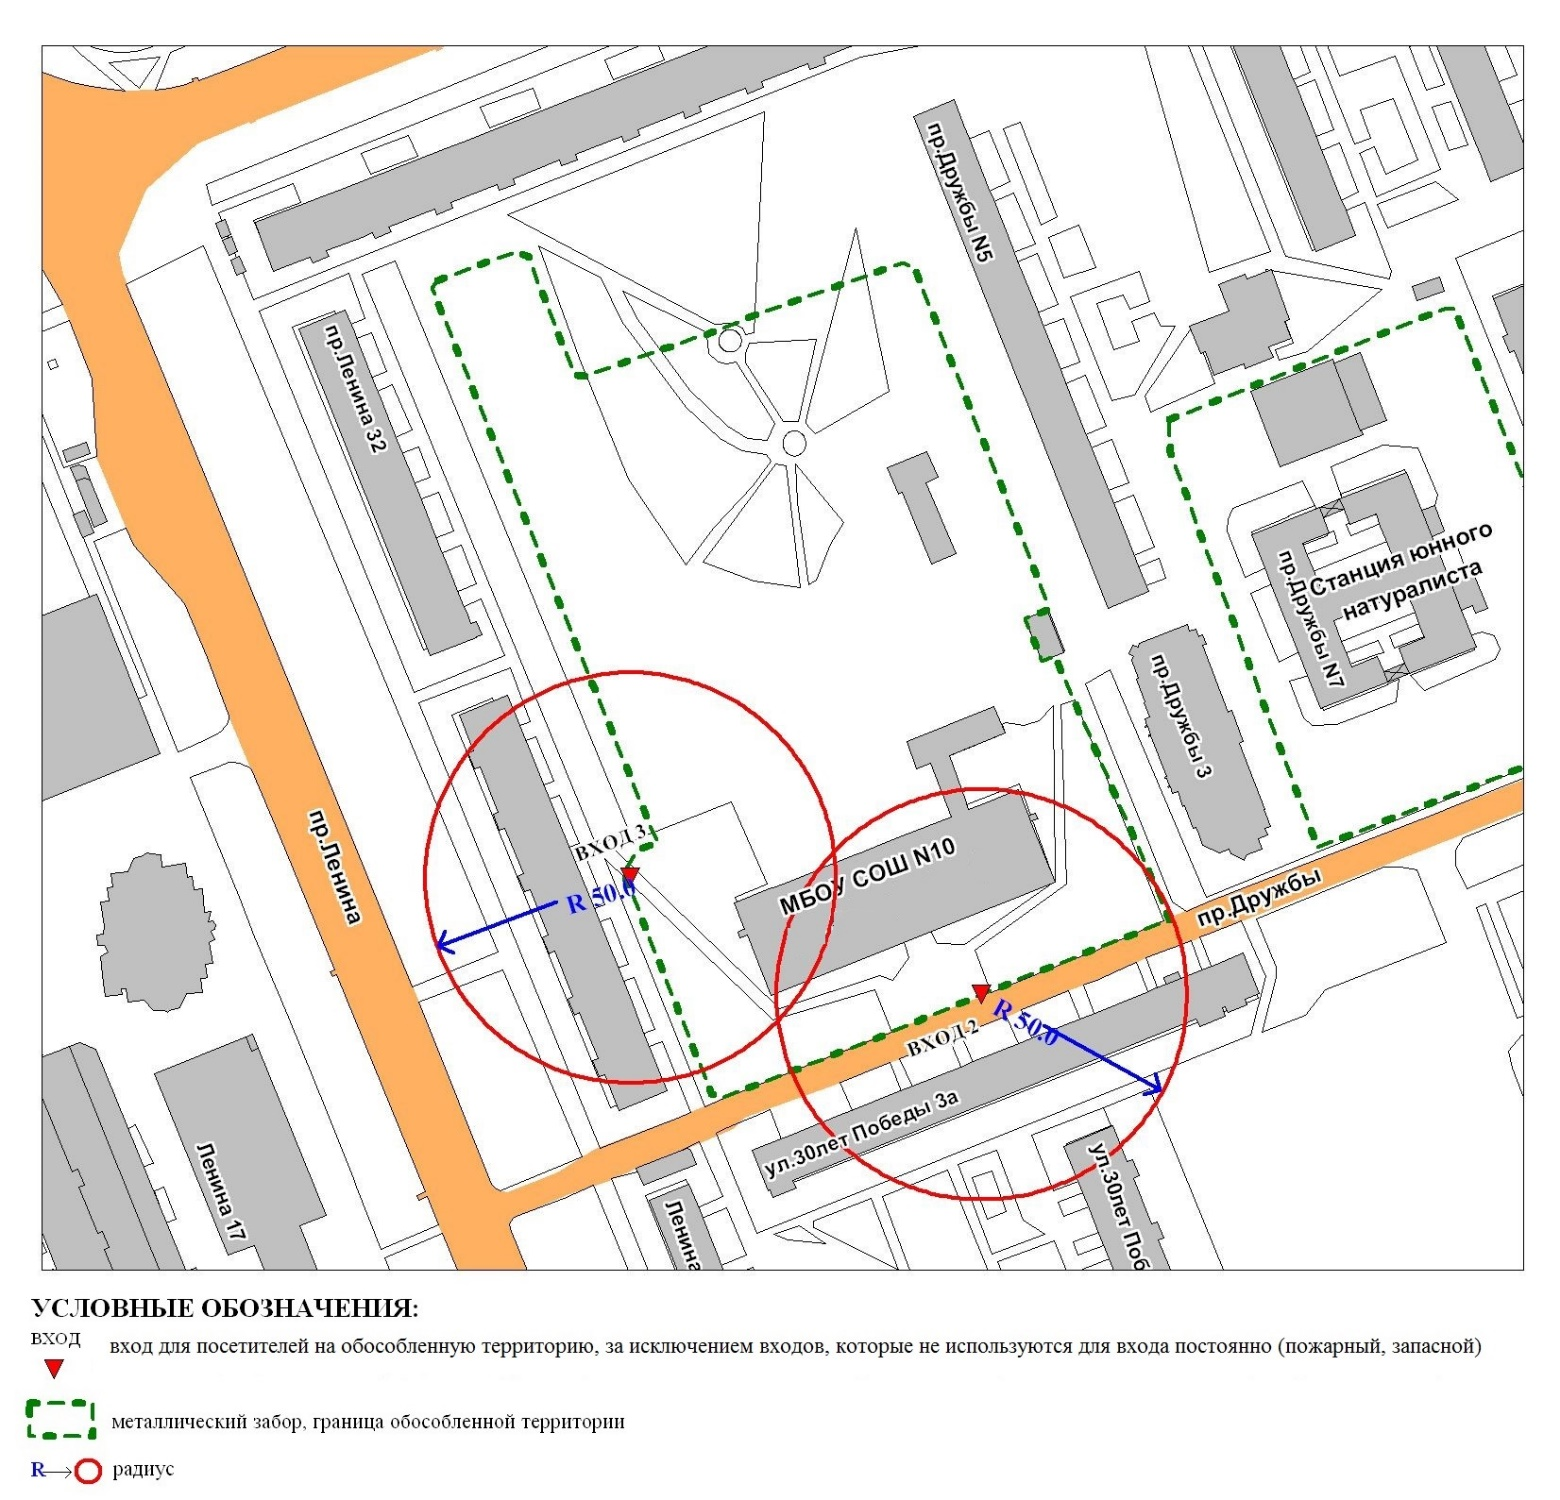 пр.Дружбы N5
пр.Ленина 32
Станция юнного
натуралиста
пр.Дружбы N7
пр.Дружбы 3
ВХОД 3
R 50.0
МБОУ СОШ N10
пр.Ленина
пр.Дружбы
R 50.0
ВХОД 2
ул.30лет Победы 3а
Ленина 17
Ленина
ул.30лет Поб
УСЛОВНЫЕ ОБОЗНАЧЕНИЯ:
ВХОД
вход для посетителей на обособленную территорию, за исключением входов, которые не используются для входа постоянно (пожарный, запасной)
металлический забор, граница обособленной территории
R
радиус